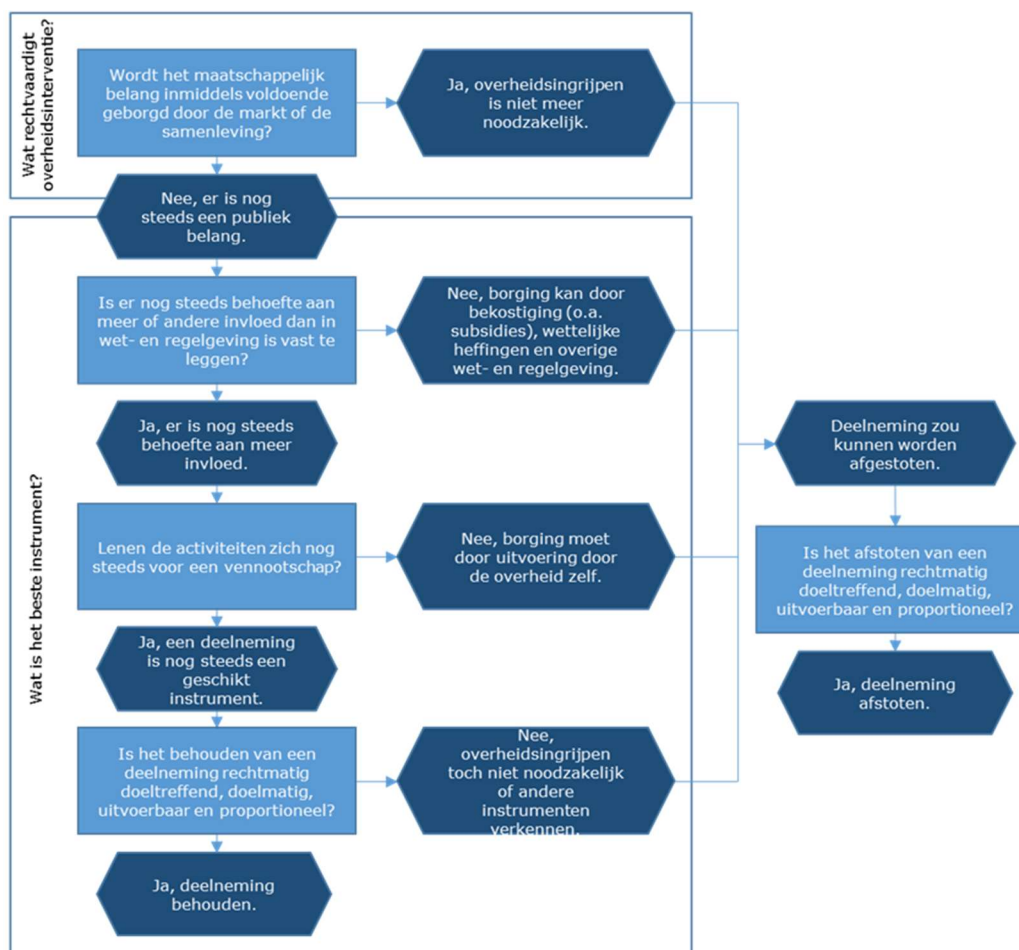 Wat rechtvaardigt
overheidsinterventie?
Wordt het maatschappelijk
belang inmiddels voldoende
geborgd door de markt of de
samenleving?
Ja, overheidsingrijpen
is niet meer
noodzakelijk.
Nee, er is nog
steeds een publiek
belang.
Wat is het beste instrument?
Is er nog steeds behoefte aan
meer of andere invloed dan in
wet- en regelgeving is vast te
leggen?
Nee, borging kan door
bekostiging (o.a.
subsidies), wettelijke
heffingen en overige
wet- en regelgeving.
Ja, er is nog steeds
behoefte aan meer
invloed.
Lenen de activiteiten zich nog
steeds voor een vennootschap?
Nee, borging moet
door uitvoering door
de overheid zelf.
Ja, een deelneming
is nog steeds een
geschikt
instrument.
Is het behouden van een
deelneming rechtmatig
doeltreffend, doelmatig,
uitvoerbaar en proportioneel?
Nee,
overheidsingrijpen
toch niet noodzakelijk
of andere
instrumenten
verkennen.
Ja, deelneming
behouden.
Deelneming zou
kunnen worden
afgestoten.
Is het afstoten van een
deelneming rechtmatig
doeltreffend, doelmatig,
uitvoerbaar en proportioneel?
Ja, deelneming
afstoten.